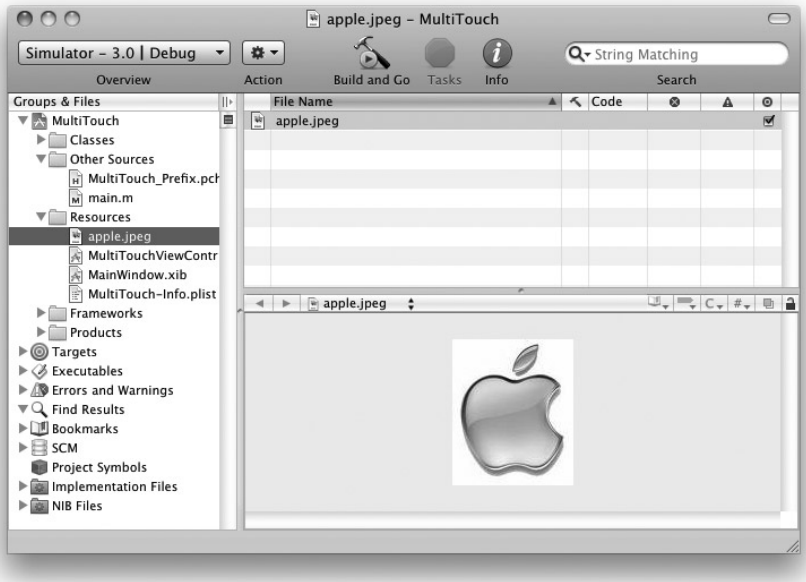 apple.jpeg – MultiTouch
Simulator – 3.0 | Debug
Overview
Action
Build and Go
Tasks
Info
String Matching
Search
Groups & Files
MultiTouch
Classes
Other Sources
MultiTouch_Prefix.pch
main.m
Resources
apple.jpeg
MultiTouchViewContr
MainWindow.xib
MultiTouch-Info.plist
Frameworks
Products
Targets
Executables
Errors and Warnings
Find Results
Bookmarks
SCM
Project Symbols
Implementation Files
NIB Files
File Name Code
apple.jpeg
apple.jpeg C #